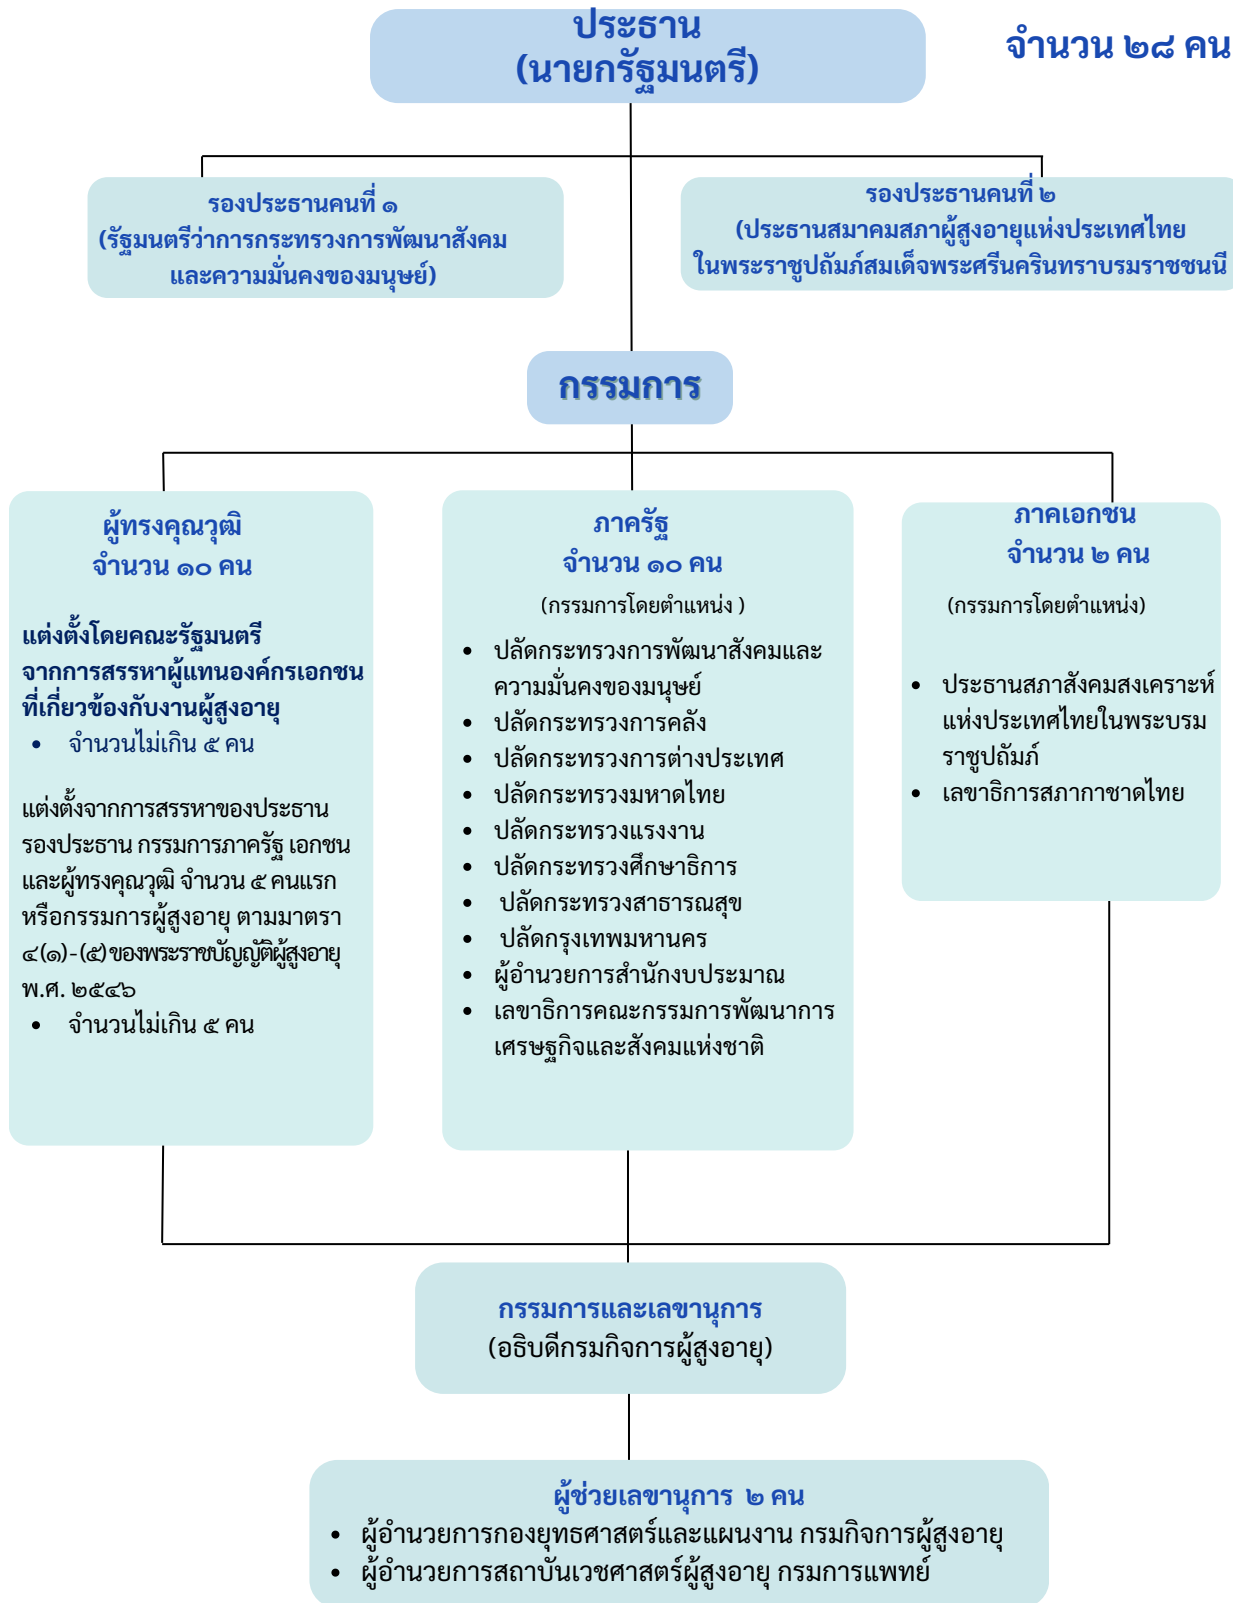 ประธาน
(นายกรัฐมนตรี)
จำนวน ๒๘ คน
รองประธานคนที่ ๑
(รัฐมนตรีว่าการกระทรวงการพัฒนาสังคม
และความมั่นคงของมนุษย์)
รองประธานคนที่ ๒
(ประธานสมาคมสภาผู้สูงอายุแห่งประเทศไทย
ในพระราชูปถัมภ์สมเด็จพระศรีนครินทราบรมราชชนนี
กรรมการ
ผู้ทรงคุณวุฒิ
จำนวน ๑๐ คน
แต่งตั้งโดยคณะรัฐมนตรี
จากการสรรหาผู้แทนองค์กรเอกชน
ที่เกี่ยวข้องกับงานผู้สูงอายุ
• จำนวนไม่เกิน ๕ คน
แต่งตั้งจากการสรรหาของประธาน
รองประธาน กรรมการภาครัฐ เอกชน
และผู้ทรงคุณวุฒิ จำนวน ๕ คนแรก
หรือกรรมการผู้สูงอายุ ตามมาตรา
๔(๑)-(๕)ของพระราชบัญญัติผู้สูงอายุ
พ.ศ. ๒๕๔๖
• จำนวนไม่เกิน ๕ คน
ภาครัฐ
จำนวน ๑๐ คน
(กรรมการโดยตำแหน่ง )
• ปลัดกระทรวงการพัฒนาสังคมและ
ความมั่นคงของมนุษย์
• ปลัดกระทรวงการคลัง
• ปลัดกระทรวงการต่างประเทศ
• ปลัดกระทรวงมหาดไทย
• ปลัดกระทรวงแรงงาน
• ปลัดกระทรวงศึกษาธิการ
• ปลัดกระทรวงสาธารณสุข
• ปลัดกรุงเทพมหานคร
• ผู้อำนวยการสำนักงบประมาณ
• เลขาธิการคณะกรรมการพัฒนาการ
เศรษฐกิจและสังคมแห่งชาติ
ภาคเอกชน
จำนวน ๒ คน
(กรรมการโดยตำแหน่ง)
• ประธานสภาสังคมสงเคราะห์
แห่งประเทศไทยในพระบรม
ราชูปถัมภ์
• เลขาธิการสภากาชาดไทย
กรรมการและเลขานุการ
(อธิบดีกรมกิจการผู้สูงอายุ)
ผู้ช่วยเลขานุการ ๒ คน
• ผู้อำนวยการกองยุทธศาสตร์และแผนงาน กรมกิจการผู้สูงอายุ
• ผู้อำนวยการสถาบันเวชศาสตร์ผู้สูงอายุ กรมการแพทย์